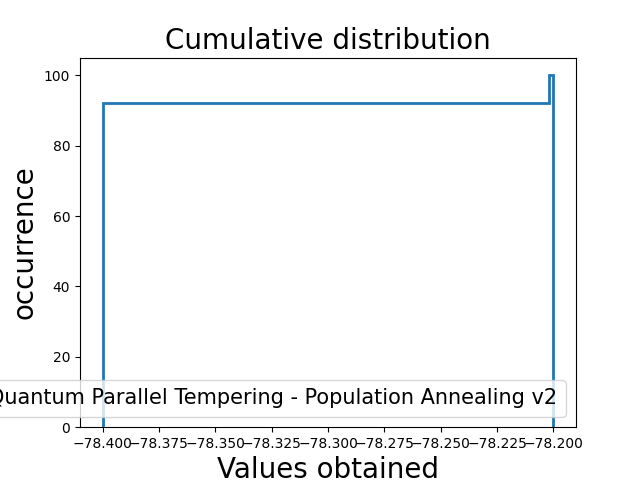 Cumulative distribution
occurrence
100
80
60
40
20
0
Quantum Parallel Tempering - Population Annealing v2
−78.400 −78.375 −78.350 −78.325 −78.300 −78.275 −78.250 −78.225 −78.200
Values obtained